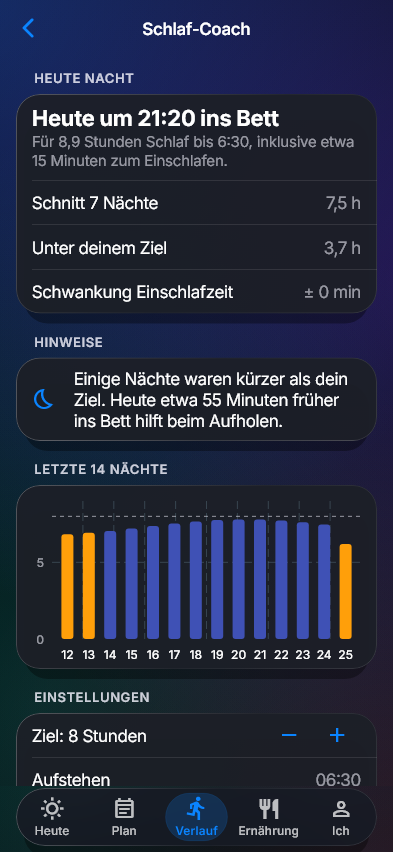 Schlaf-Coach
HEUTE NACHT
Heute um 21:20 ins Bett
Für 8,9 Stunden Schlaf bis 6:30, inklusive etwa
15 Minuten zum Einschlafen.
Schnitt 7 Nächte 7,5 h
Unter deinem Ziel 3,7 h
Schwankung Einschlafzeit ± 0 min
HINWEISE
Einige Nächte waren kürzer als dein
Ziel. Heute etwa 55 Minuten früher
ins Bett hilft beim Aufholen.
LETZTE 14 NÄCHTE
5
0
12 13 14 15 16 17 18 19 20 21 22 23 24 25
EINSTELLUNGEN
Ziel: 8 Stunden − +
Aufstehen 06:30
Heute Plan Verlauf Ernährung Ich